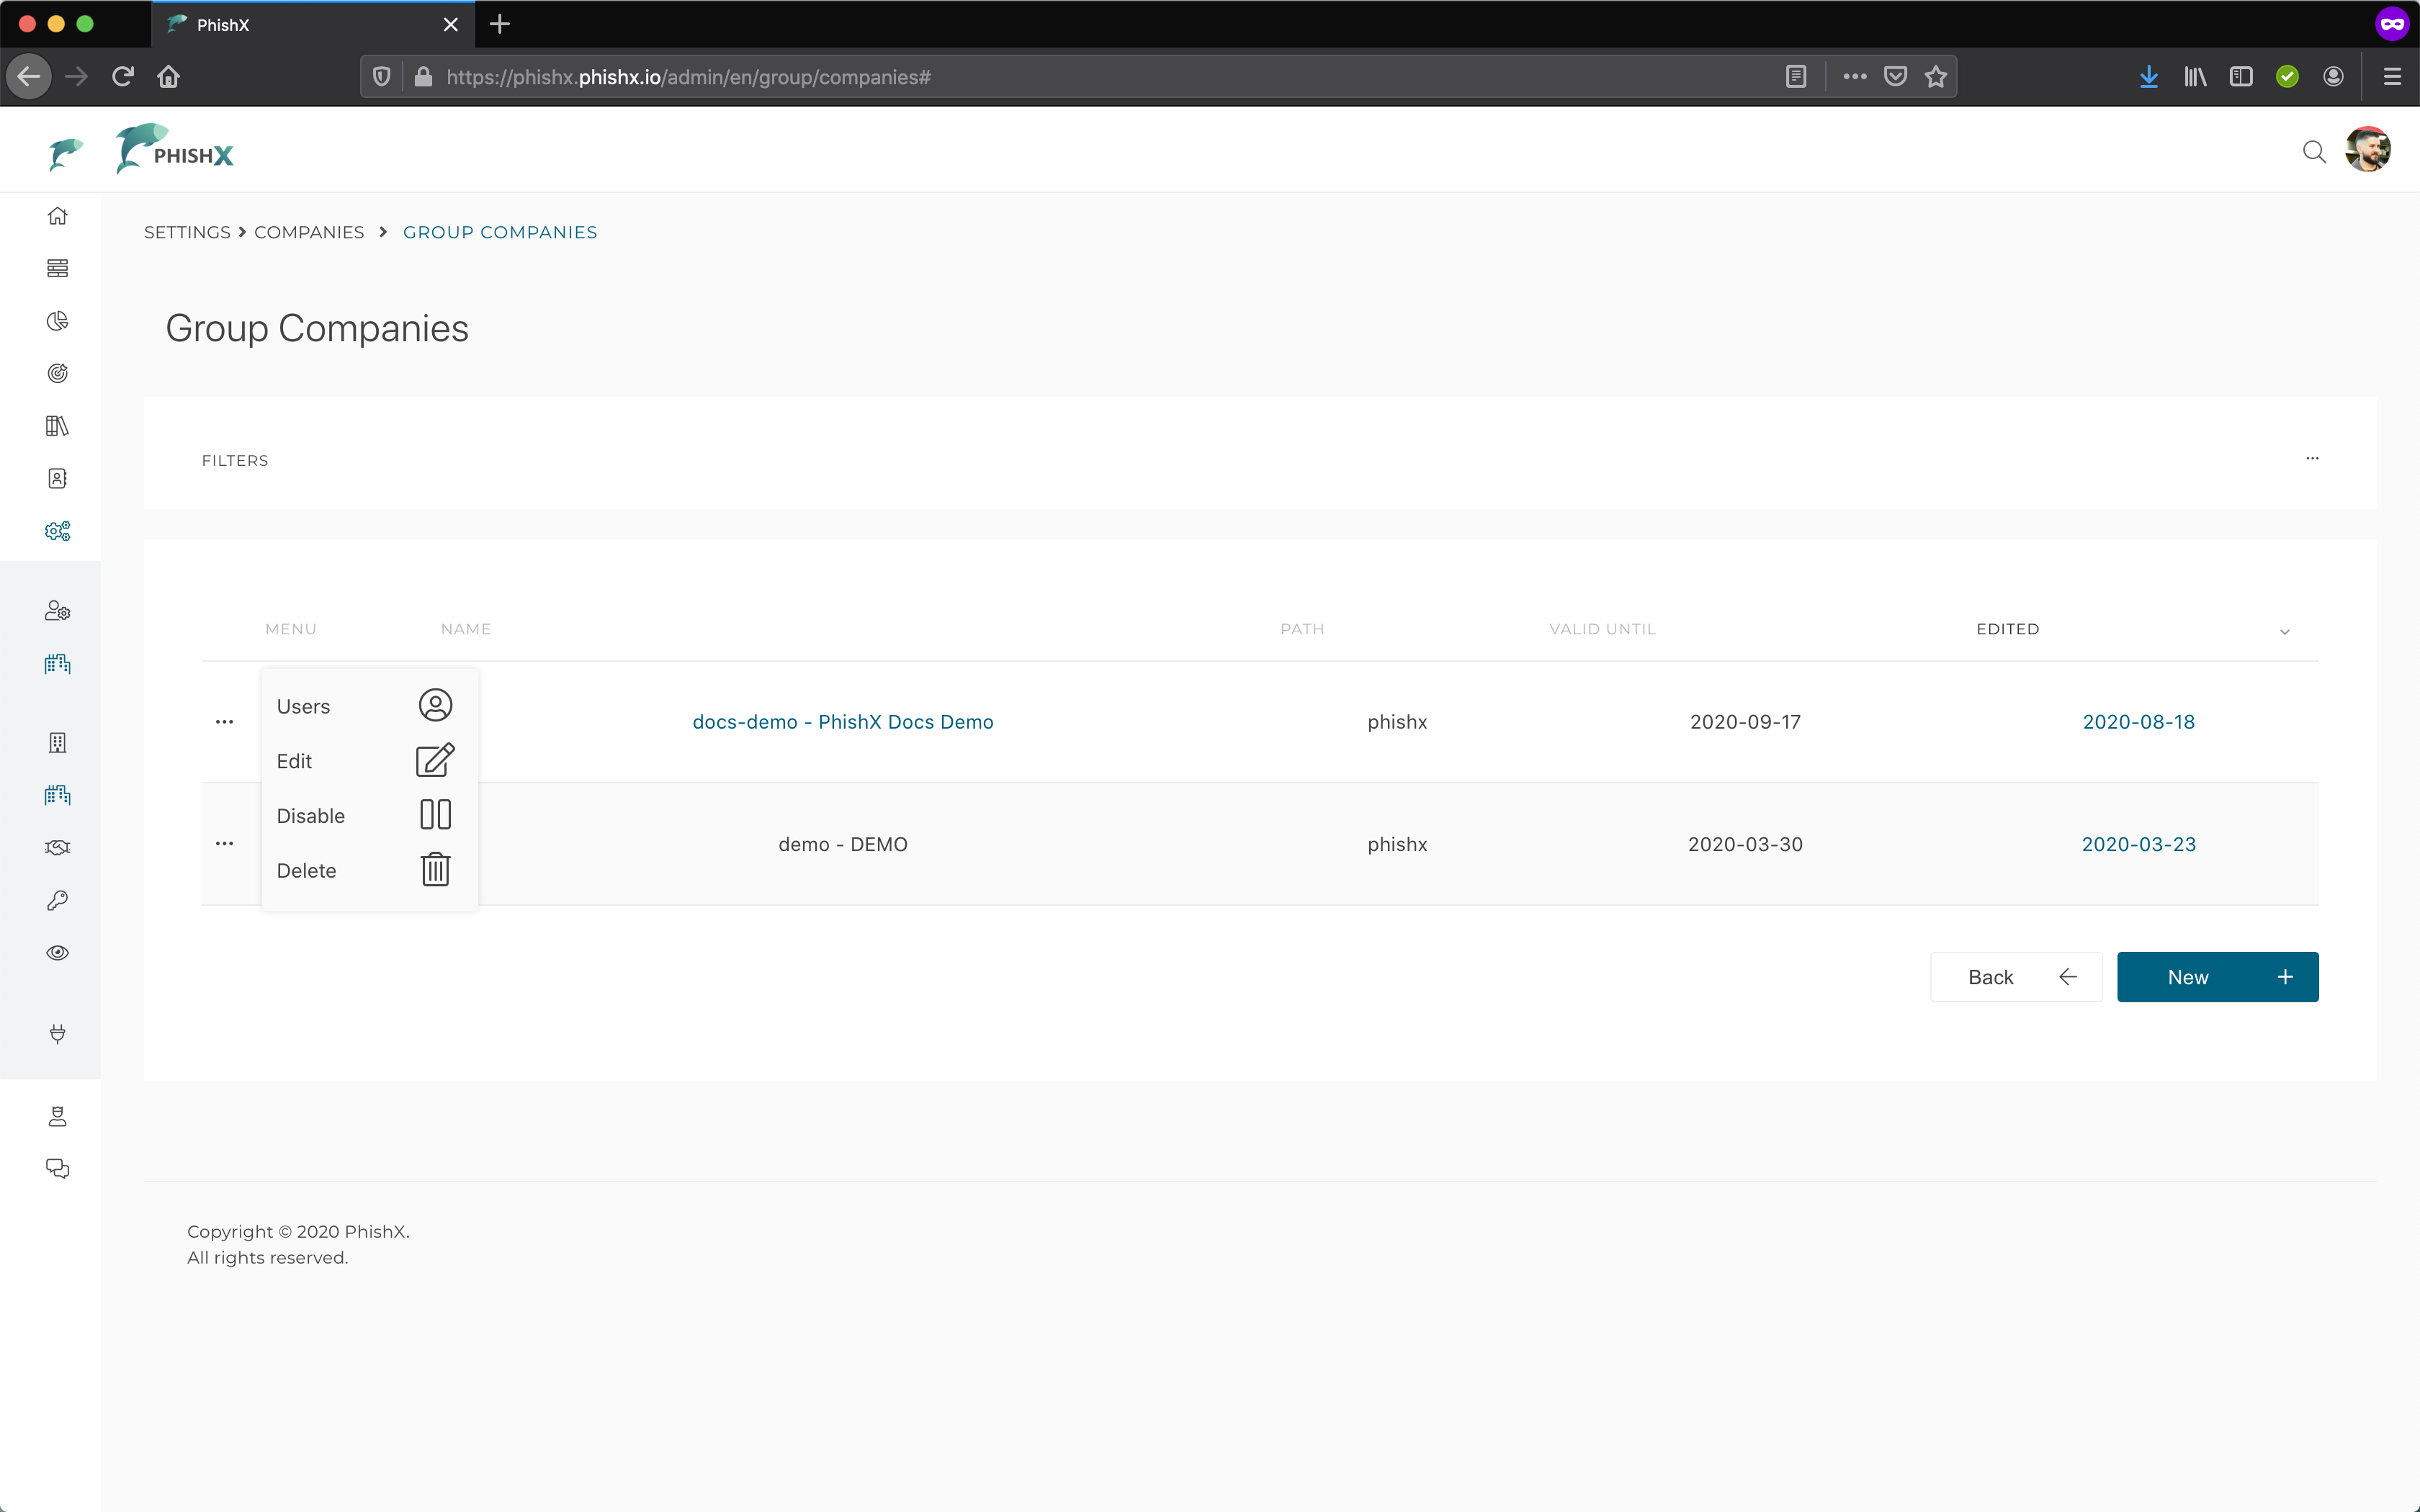 PhishX
https://phishx.phishx.io/admin/en/group/companies#
PHISHX
SETTINGS COMPANIES GROUP COMPANIES
Group Companies
FILTERS
MENU NAME PATH VALID UNTIL EDITED
Users
docs-demo - PhishX Docs Demo phishx 2020-09-17 2020-08-18
Edit
Disable
demo - DEMO phishx 2020-03-30 2020-03-23
Delete
Back New
Copyright © 2020 PhishX.
All rights reserved.